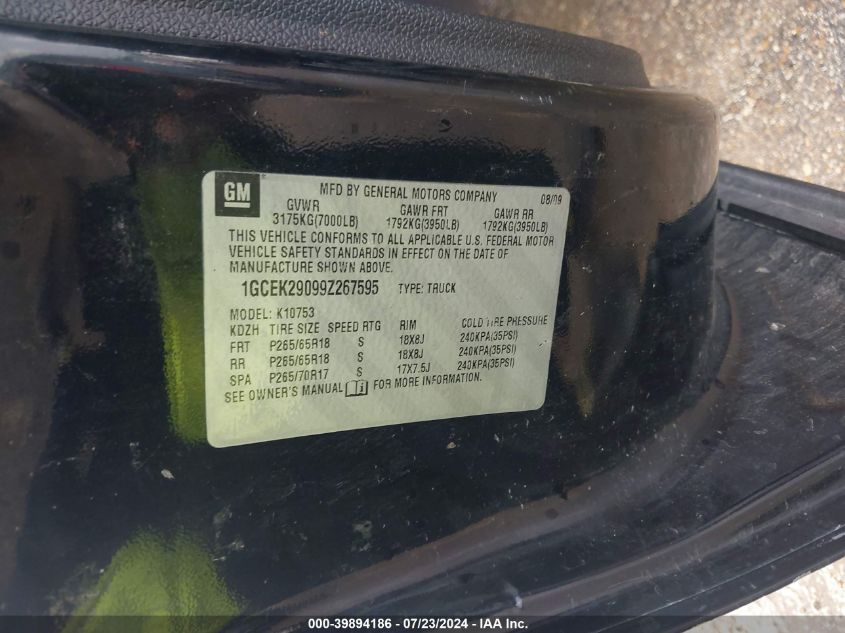 GM
MFD BY GENERAL MOTORS COMPANY 08/09
GVWR GAWR FRT GAWR RR
3175KG(7000LB) 1792KG(3950LB) 1792KG(3950LB)
THIS VEHICLE CONFORMS TO ALL APPLICABLE U.S. FEDERAL MOTOR
VEHICLE SAFETY STANDARDS IN EFFECT ON THE DATE OF
MANUFACTURE SHOWN ABOVE.
1GCEK29099Z267595 TYPE: TRUCK
MODEL: K10753
KDZH TIRE SIZE SPEED RTG RIM COLD TIRE PRESSURE
FRT P265/65R18 S 18X8J 240KPA(35PSI)
RR P265/65R18 S 18X8J 240KPA(35PSI)
SPA P265/70R17 S 17X7.5J 240KPA(35PSI)
SEE OWNER'S MANUAL FOR MORE INFORMATION.
000-39894186 - 07/23/2024 - IAA Inc.